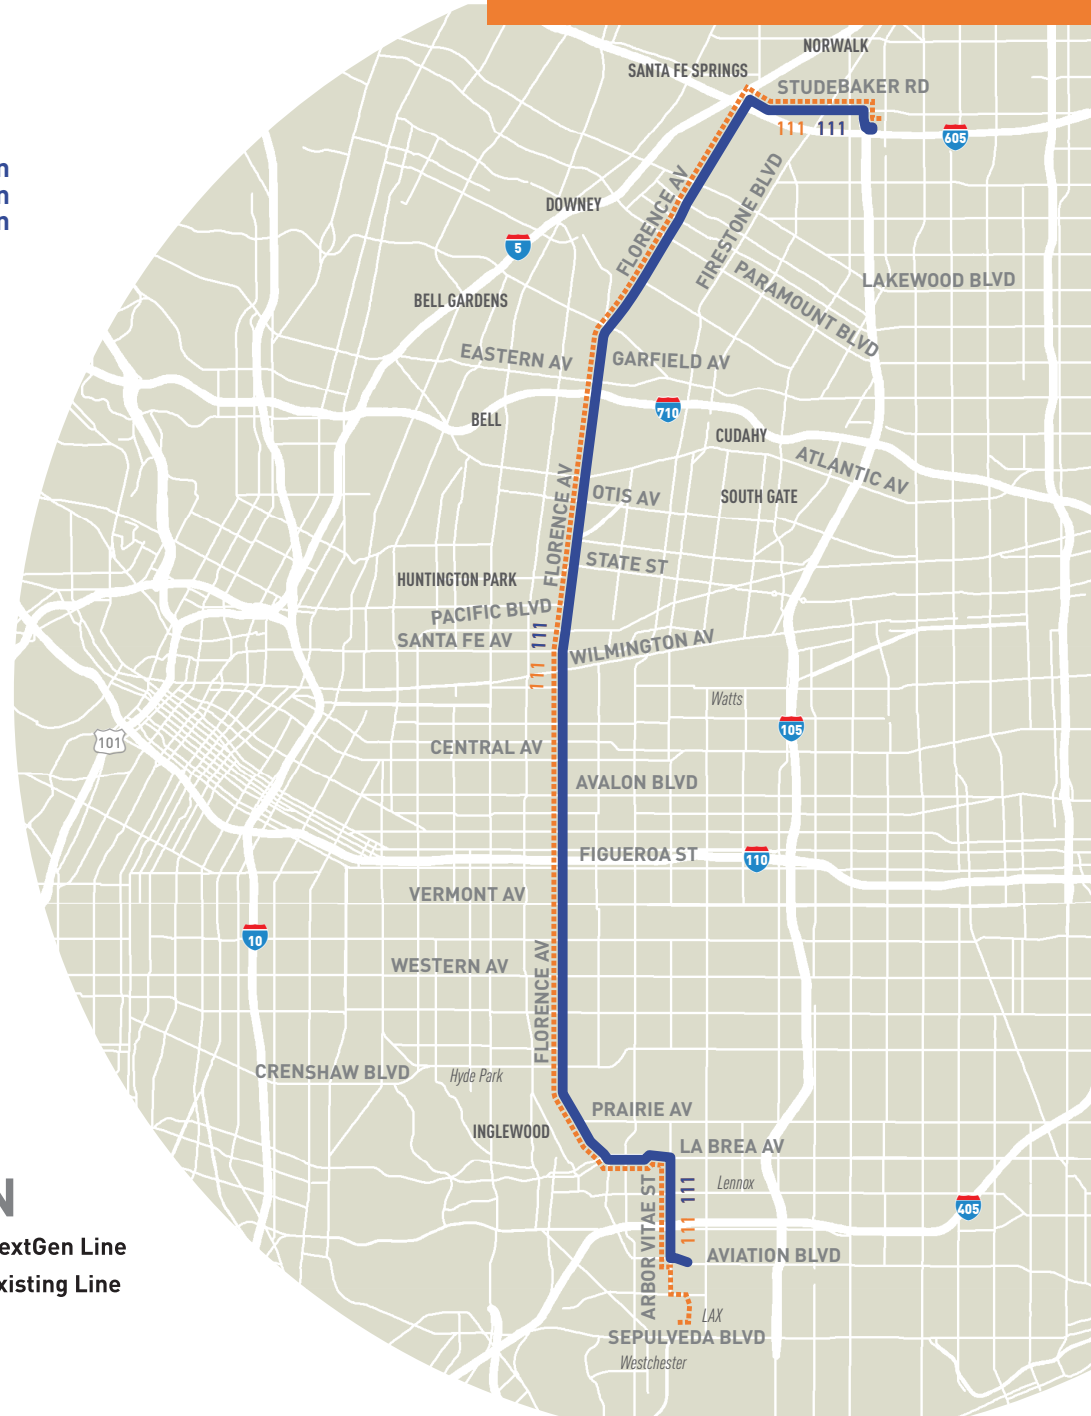 NORWALK
SANTA FE SPRINGS
STUDEBAKER RD
111 111
605
n
n
n
FLORENCE AV
FIRESTONE BLVD
DOWNEY
5
PARAMOUNT BLVD
LAKEWOOD BLVD
BELL GARDENS
EASTERN AV
GARFIELD AV
710
BELL
CUDAHY
ATLANTIC AV
FLORENCE AV
OTIS AV
SOUTH GATE
STATE ST
HUNTINGTON PARK
PACIFIC BLVD
SANTA FE AV
111 111
WILMINGTON AV
Watts
101
105
CENTRAL AV
AVALON BLVD
FIGUEROA ST
110
VERMONT AV
10
WESTERN AV
FLORENCE AV
CRENSHAW BLVD
Hyde Park
PRAIRIE AV
INGLEWOOD
LA BREA AV
Lennox
ARBOR VITAE ST
111 111
405
N
extGen Line
AVIATION BLVD
xisting Line
LAX
SEPULVEDA BLVD
Westchester